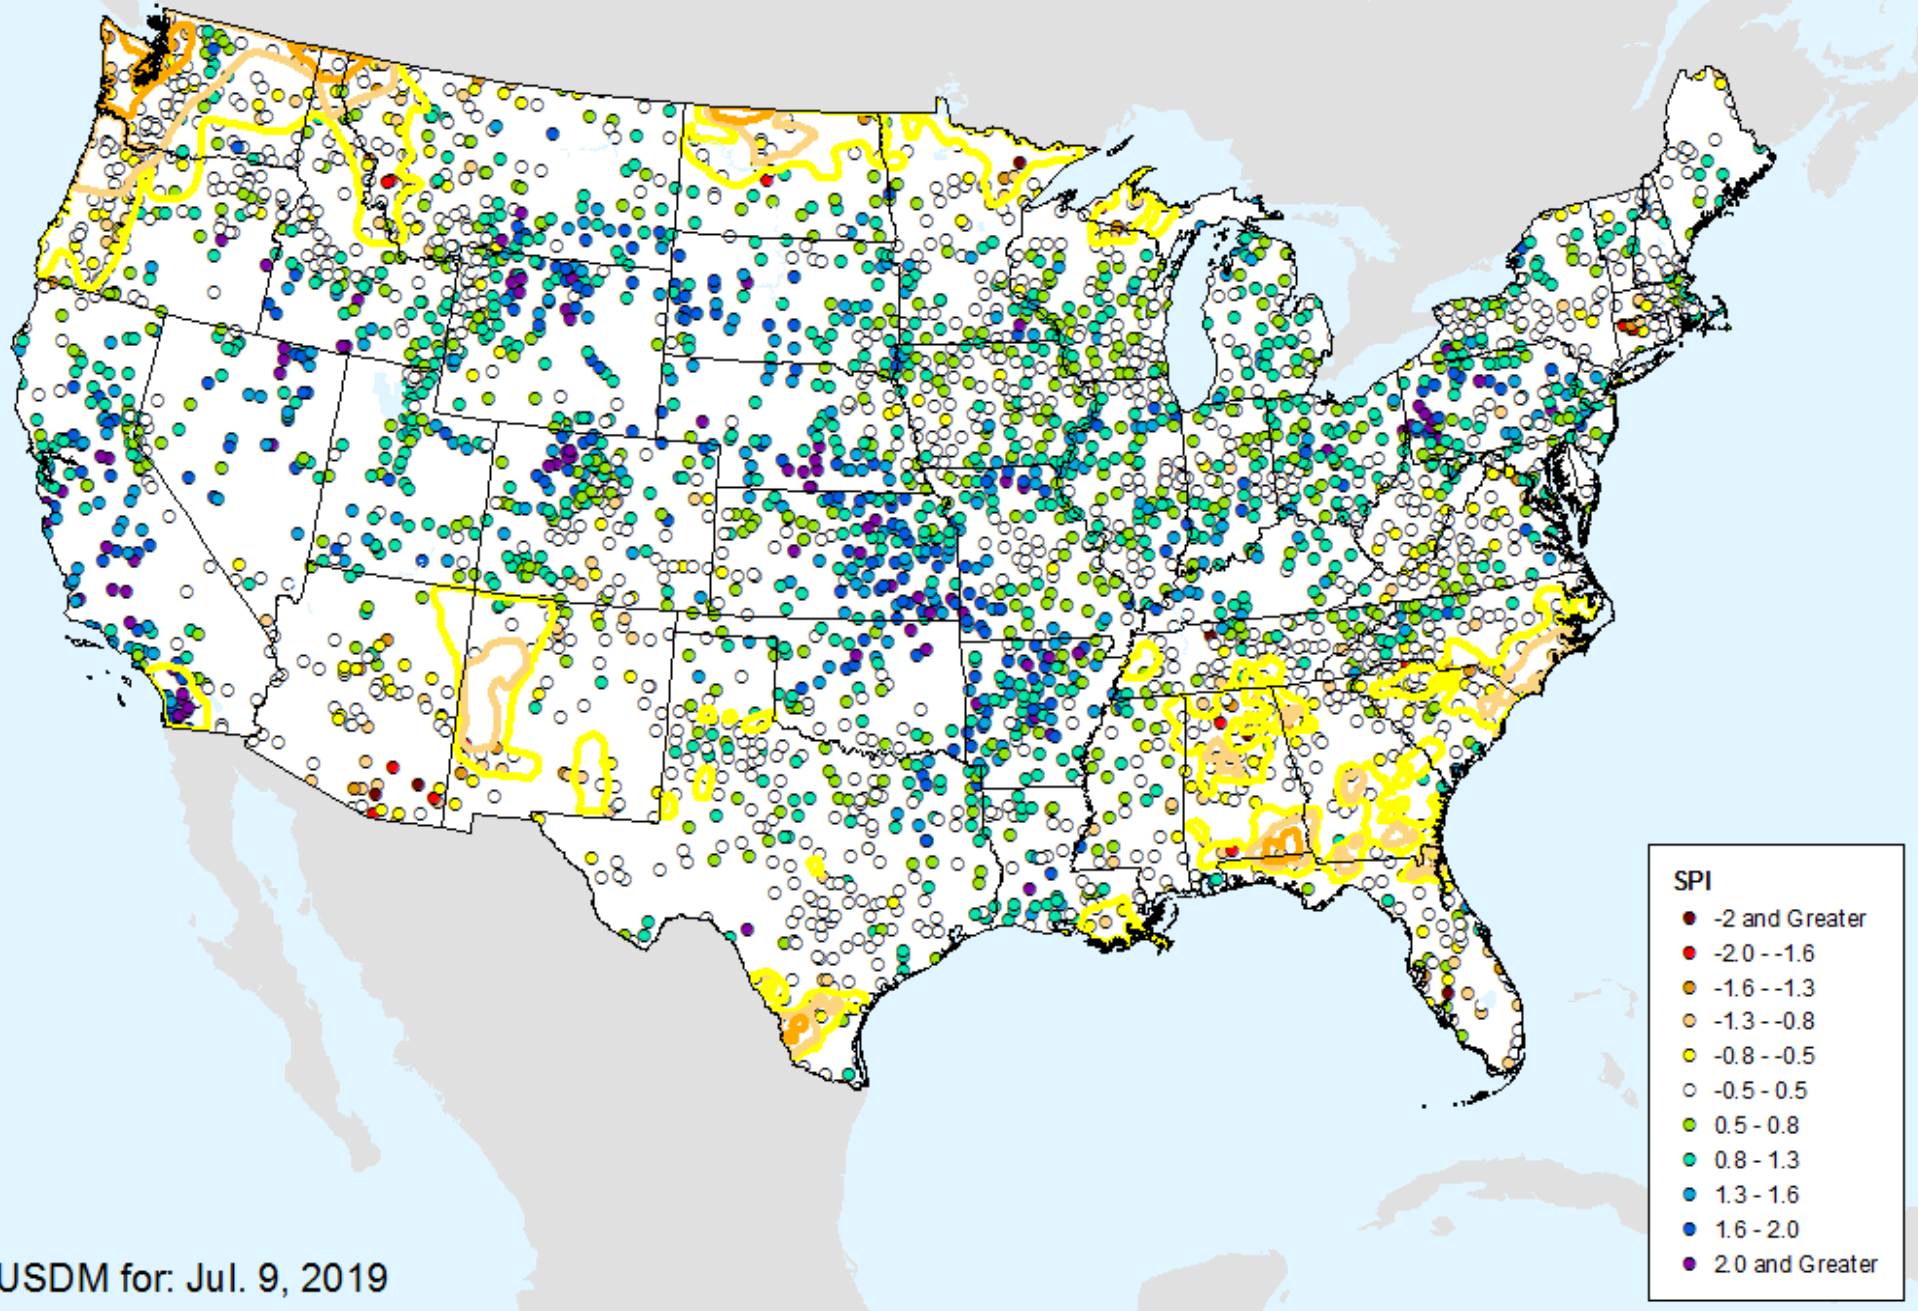 SPI
-2 and Greater
-2.0 - -1.6
-1.6 - -1.3
-1.3 - -0.8
-0.8 - -0.5
-0.5 - 0.5
0.5 - 0.8
0.8 - 1.3
1.3 - 1.6
1.6 - 2.0
2.0 and Greater
USDM for: Jul. 9, 2019